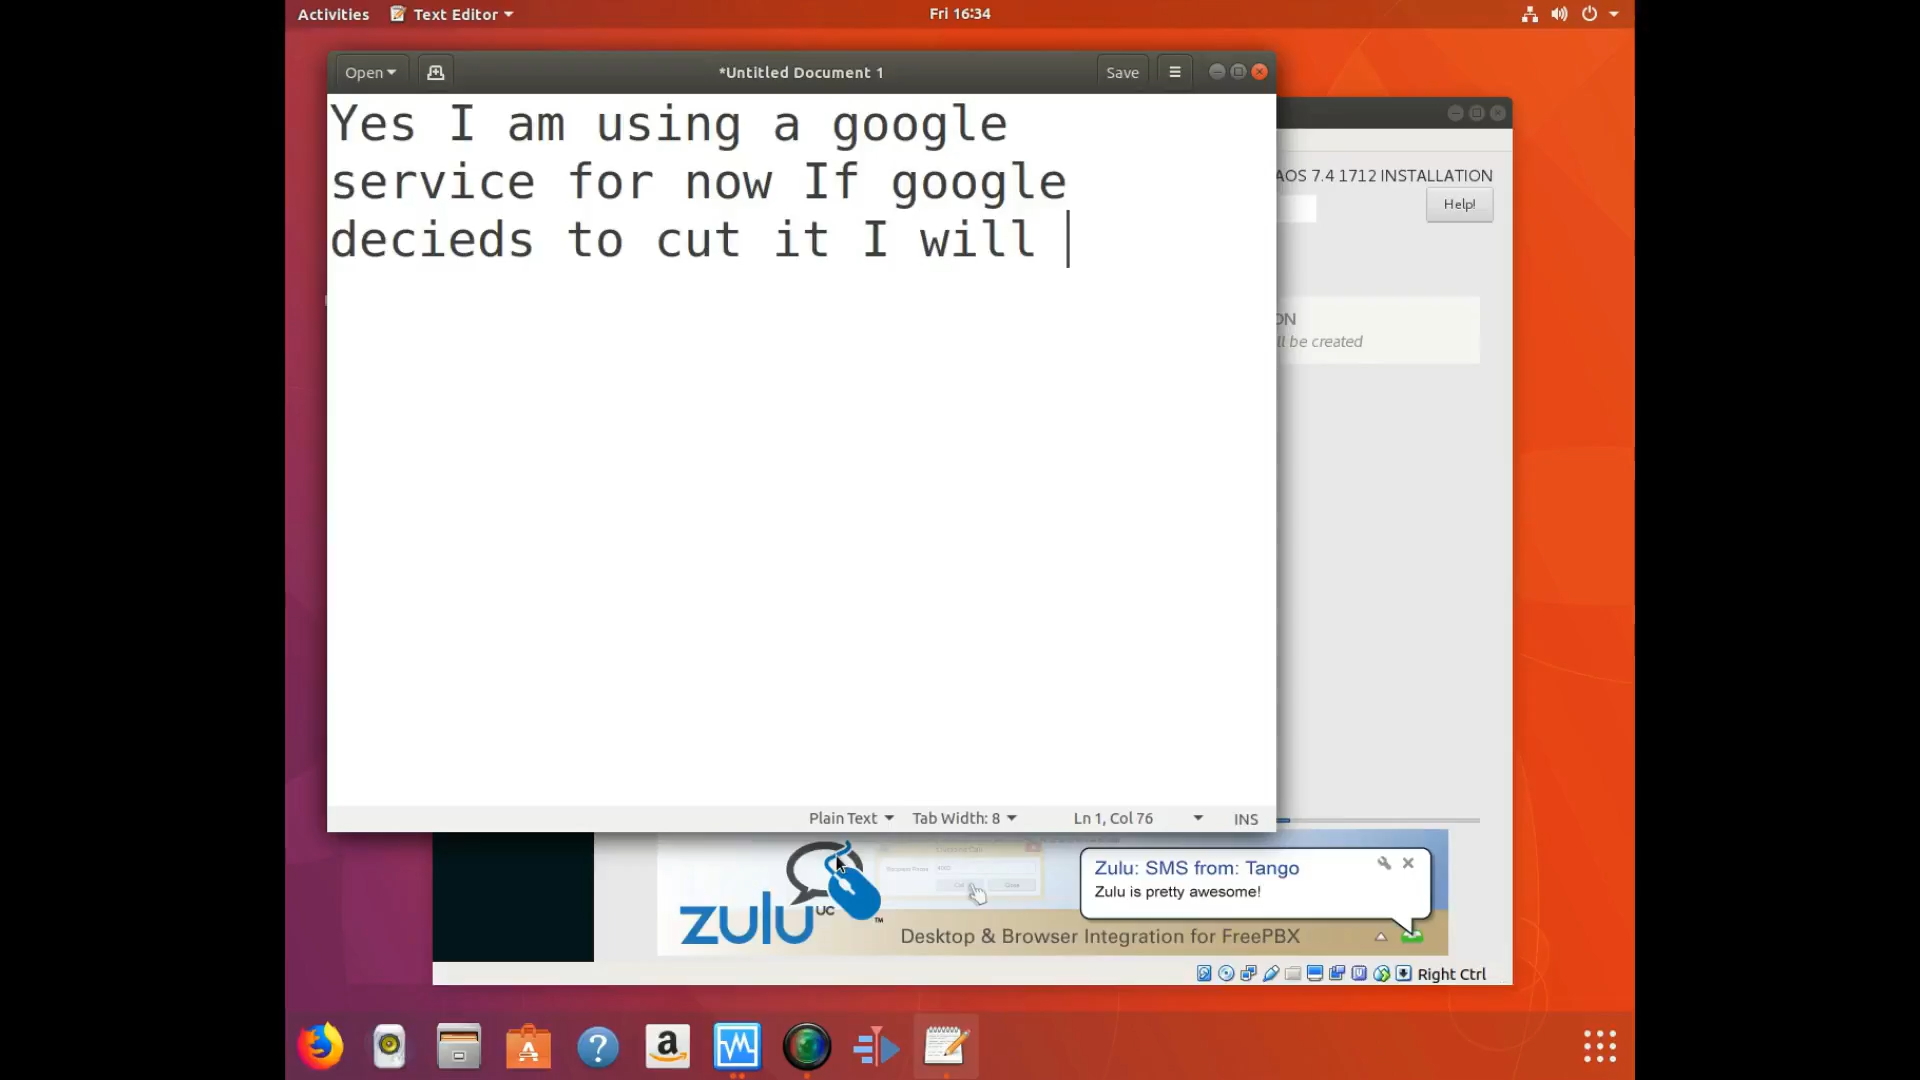 Activities Text Editor Fri 16:34
Open *Untitled Document 1 Save
Yes I am using a google
service for now If google
decieds to cut it I will
AOS 7.4 1712 INSTALLATION
Help!
ON
ll be created
Plain Text Tab Width: 8 Ln 1, Col 76 INS
zulu UC ™
Zulu: SMS from: Tango
Zulu is pretty awesome!
Desktop & Browser Integration for FreePBX
Right Ctrl